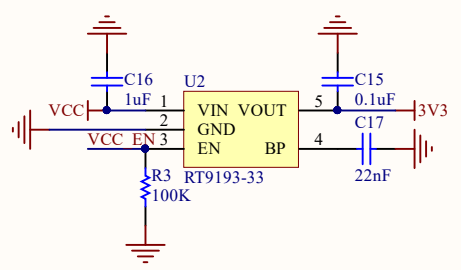 C16
1uF
U2
C15
0.1uF
VCC
1
VIN
VOUT
5
3V3
2
GND
C17
VCC_EN
3
EN
BP
4
R3
100K
RT9193-33
22nF